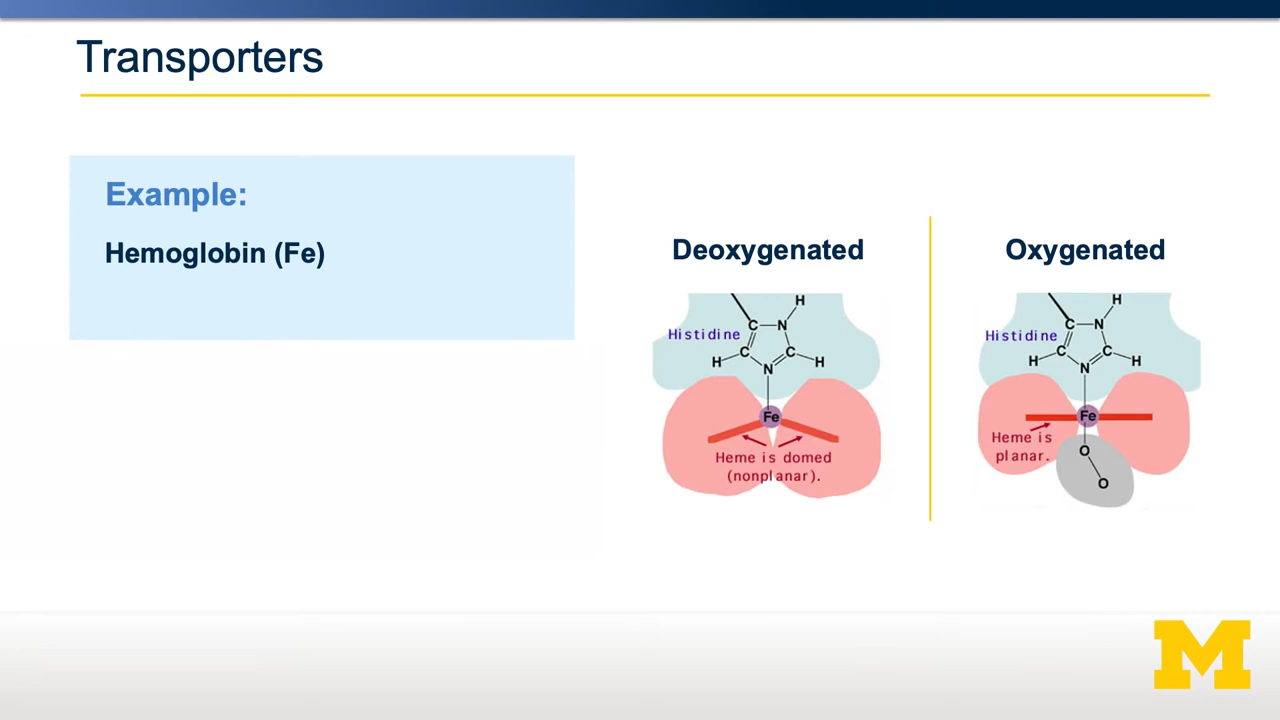 Transporters
Example:
Hemoglobin (Fe)
Deoxygenated
H
Histidine
C
N
H
C
C
H
N
Fe
Heme is domed
(nonplanar).
Oxygenated
H
Histidine
C
N
H
C
C
H
N
Fe
Heme is
planar.
O
O
M